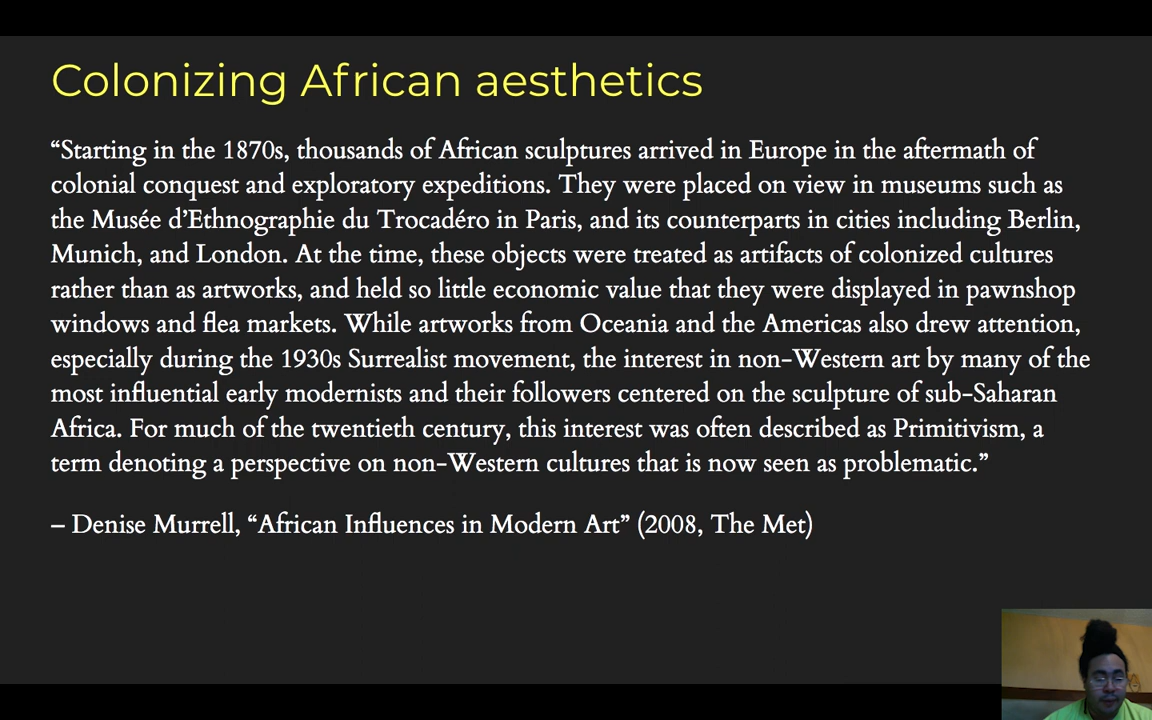 Colonizing African aesthetics
“Starting in the 1870s, thousands of African sculptures arrived in Europe in the aftermath of
colonial conquest and exploratory expeditions. They were placed on view in museums such as
the Musée d’Ethnographie du Trocadéro in Paris, and its counterparts in cities including Berlin,
Munich, and London. At the time, these objects were treated as artifacts of colonized cultures
rather than as artworks, and held so little economic value that they were displayed in pawnshop
windows and flea markets. While artworks from Oceania and the Americas also drew attention,
especially during the 1930s Surrealist movement, the interest in non-Western art by many of the
most influential early modernists and their followers centered on the sculpture of sub-Saharan
Africa. For much of the twentieth century, this interest was often described as Primitivism, a
term denoting a perspective on non-Western cultures that is now seen as problematic.”
– Denise Murrell, “African Influences in Modern Art” (2008, The Met)